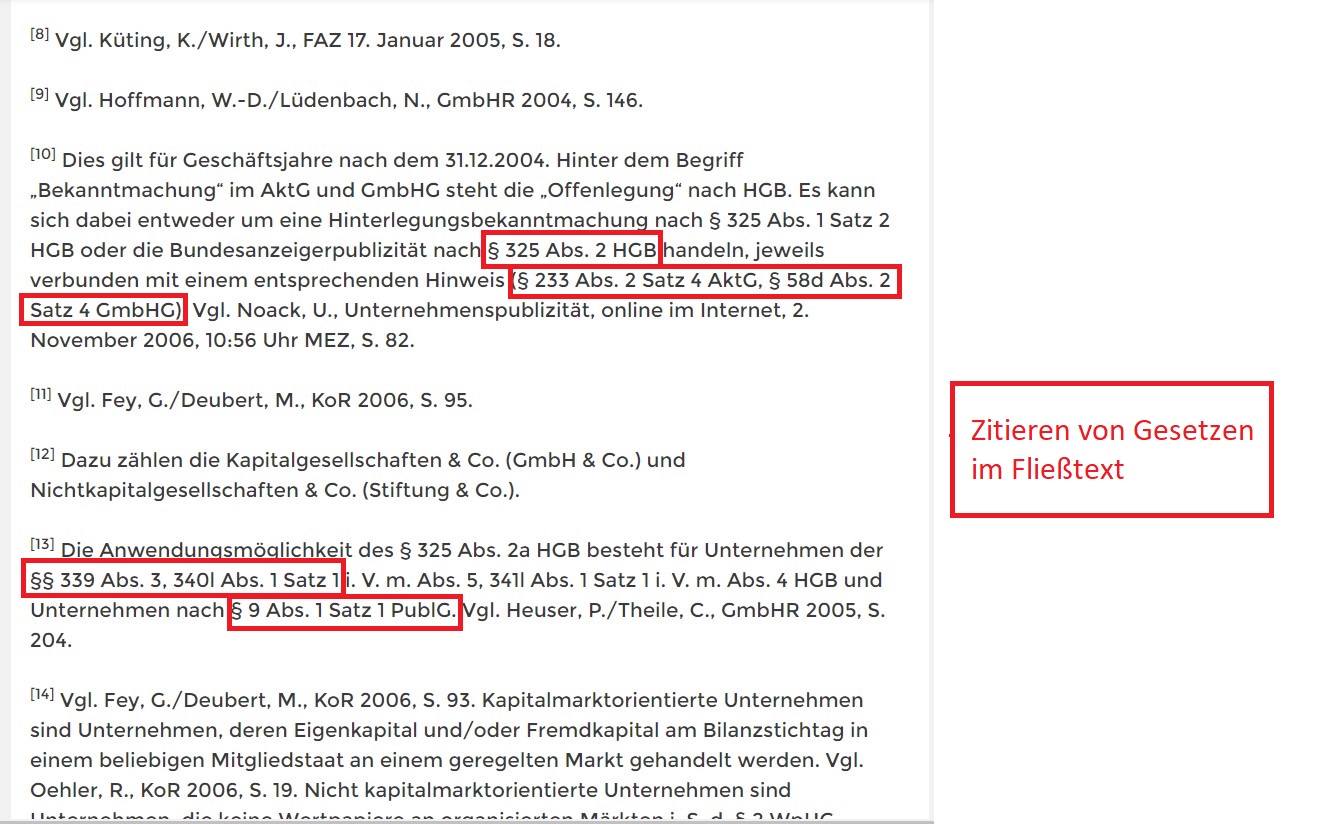 [8] Vgl. Küting, K./Wirth, J., FAZ 17. Januar 2005, S. 18.
[9] Vgl. Hoffmann, W.-D./Lüdenbach, N., GmbHR 2004, S. 146.
[10] Dies gilt für Geschäftsjahre nach dem 31.12.2004. Hinter dem Begriff
„Bekanntmachung“ im AktG und GmbHG steht die „Offenlegung“ nach HGB. Es kann
sich dabei entweder um eine Hinterlegungsbekanntmachung nach § 325 Abs. 1 Satz 2
HGB oder die Bundesanzeigerpublizität nach § 325 Abs. 2 HGB handeln, jeweils
verbunden mit einem entsprechenden Hinweis (§ 233 Abs. 2 Satz 4 AktG, § 58d Abs. 2
Satz 4 GmbHG) Vgl. Noack, U., Unternehmenspublizität, online im Internet, 2.
November 2006, 10:56 Uhr MEZ, S. 82.
[11] Vgl. Fey, G./Deubert, M., KoR 2006, S. 95.
Zitieren von Gesetzen
im Fließtext
[12] Dazu zählen die Kapitalgesellschaften & Co. (GmbH & Co.) und
Nichtkapitalgesellschaften & Co. (Stiftung & Co.).
[13] Die Anwendungsmöglichkeit des § 325 Abs. 2a HGB besteht für Unternehmen der
§§ 339 Abs. 3, 340l Abs. 1 Satz 1 i. V. m. Abs. 5, 341l Abs. 1 Satz 1 i. V. m. Abs. 4 HGB und
Unternehmen nach § 9 Abs. 1 Satz 1 PublG. Vgl. Heuser, P./Theile, C., GmbHR 2005, S.
204.
[14] Vgl. Fey, G./Deubert, M., KoR 2006, S. 93. Kapitalmarktorientierte Unternehmen
sind Unternehmen, deren Eigenkapital und/oder Fremdkapital am Bilanzstichtag in
einem beliebigen Mitgliedstaat an einem geregelten Markt gehandelt werden. Vgl.
Oehler, R., KoR 2006, S. 19. Nicht kapitalmarktorientierte Unternehmen sind
Unternehmen, die keine Wertpapiere an organisierten Märkten i. S. d. § 2 WpHG